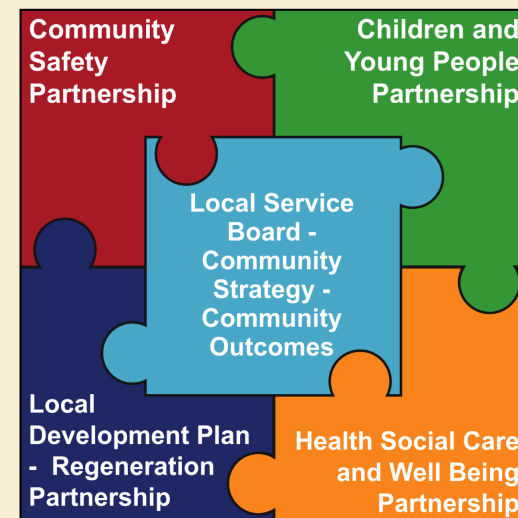 Community
Safety
Partnership
Children and
Young People
Partnership
Local Service
Board -
Community
Strategy -
Community
Outcomes
Local
Development Plan
- Regeneration
Partnership
Health Social Care
and Well Being
Partnership